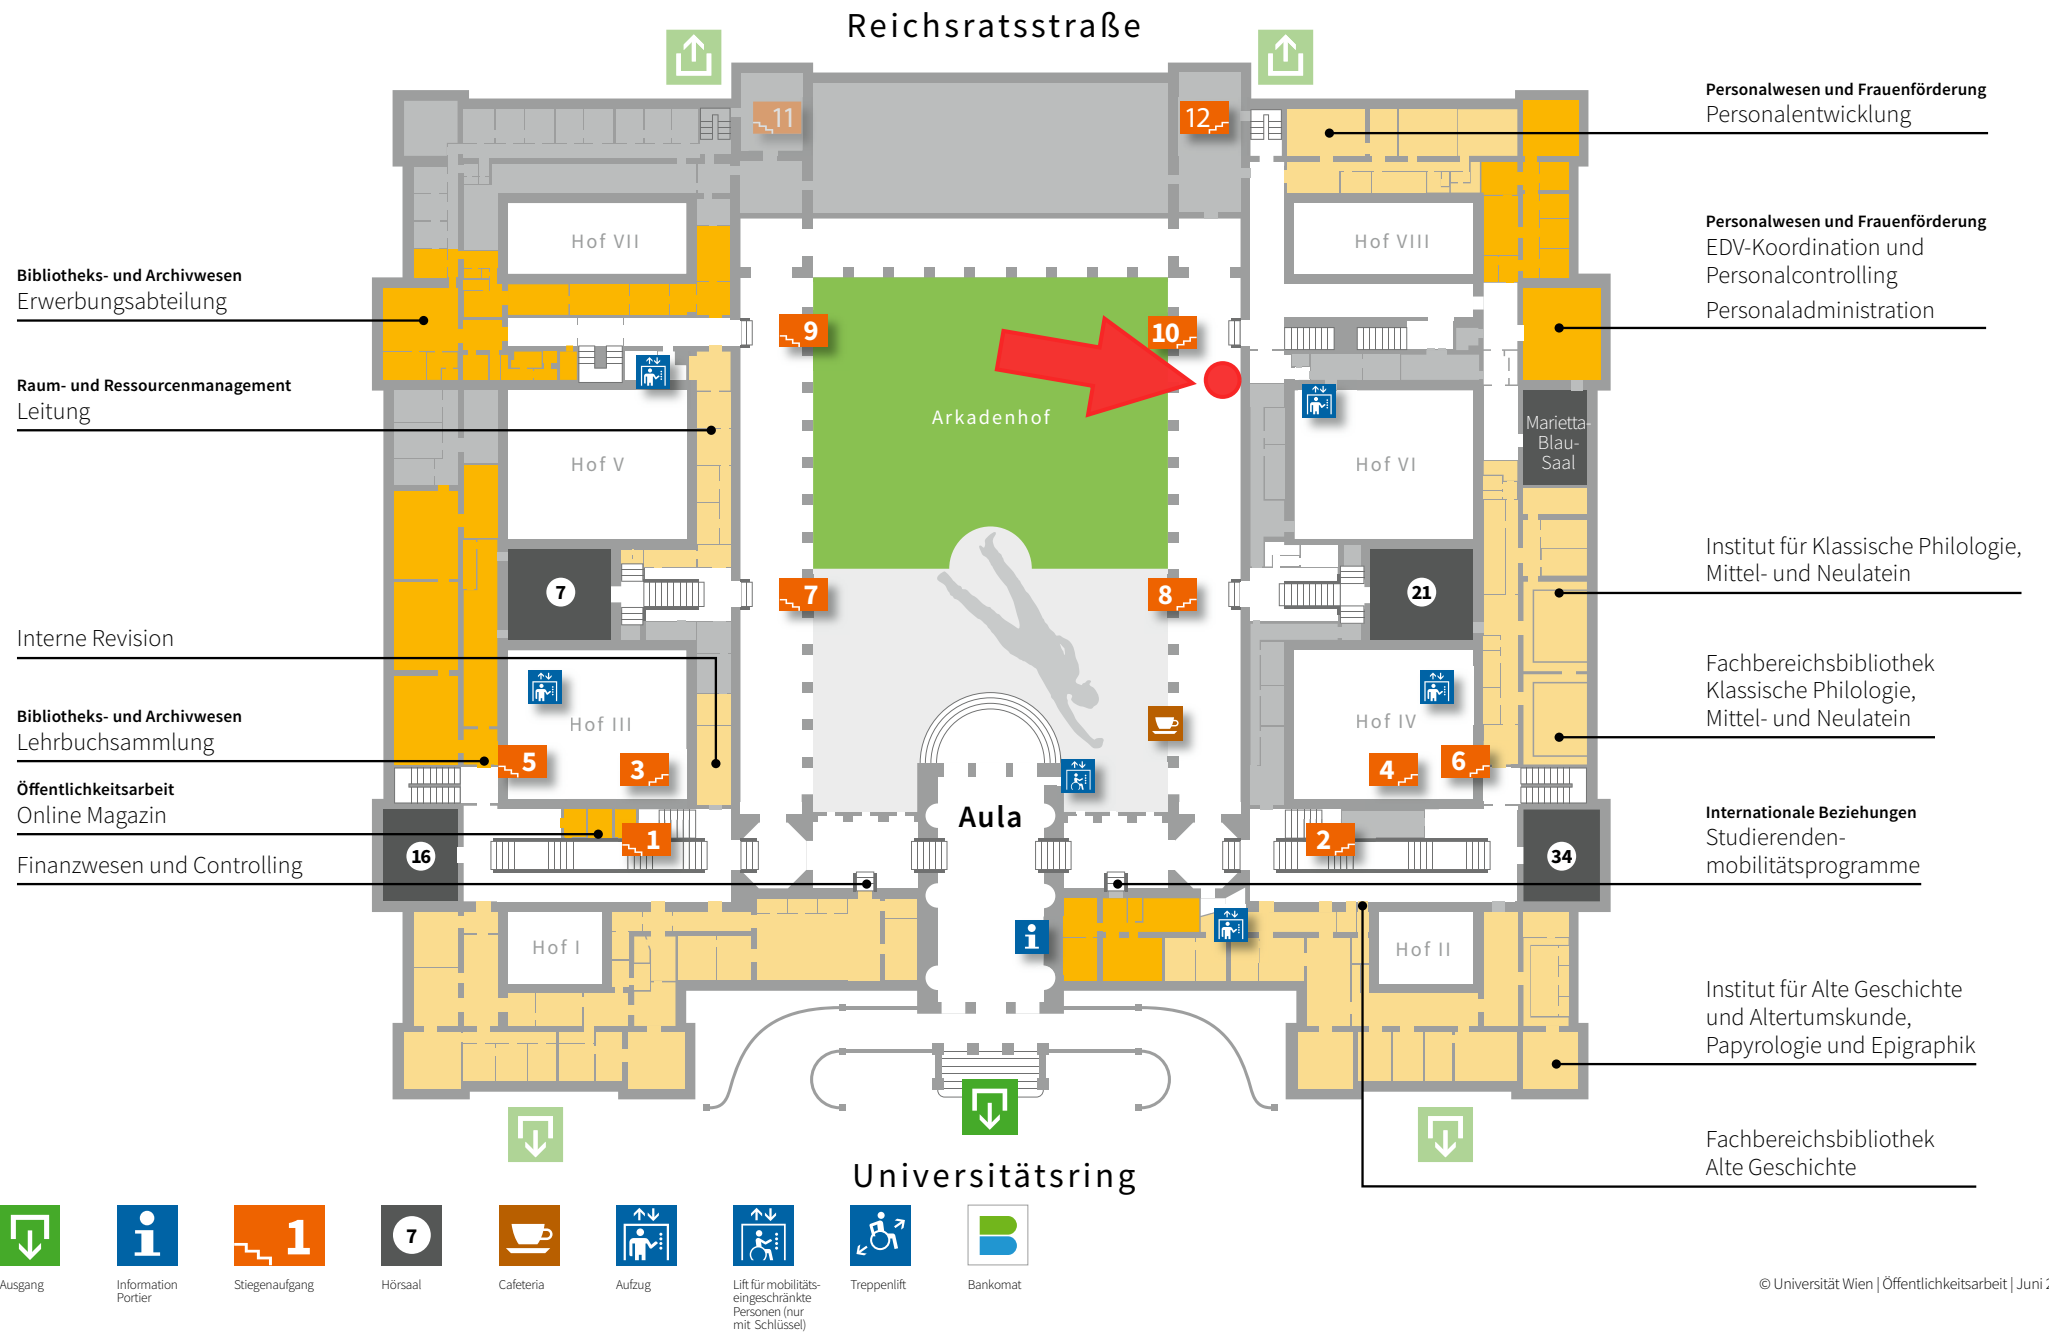 Reichsratsstraße
11
12
Personalwesen und Frauenförderung
Personalentwicklung
Hof VII
Hof VIII
Personalwesen und Frauenförderung
EDV-Koordination und
Personalcontrolling
Personaladministration
Bibliotheks- und Archivwesen
Erwerbungsabteilung
9
10
Raum- und Ressourcenmanagement
Leitung
Arkadenhof
Marietta-
Blau-
Saal
Hof V
Hof VI
Institut für Klassische Philologie,
Mittel- und Neulatein
7
7
8
21
Interne Revision
Fachbereichsbibliothek
Klassische Philologie,
Mittel- und Neulatein
Bibliotheks- und Archivwesen
Lehrbuchsammlung
Hof III
Hof IV
5
3
4
6
Öffentlichkeitsarbeit
Online Magazin
Aula
Internationale Beziehungen
Studierenden-
mobilitätsprogramme
1
2
16
34
Finanzwesen und Controlling
Hof I
Hof II
Institut für Alte Geschichte
und Altertumskunde,
Papyrologie und Epigraphik
Fachbereichsbibliothek
Alte Geschichte
Universitätsring
1
7
Ausgang
Information
Portier
Stiegenaufgang
Hörsaal
Cafeteria
Aufzug
Lift für mobilitäts-
eingeschränkte
Personen (nur
mit Schlüssel)
Treppenlift
Bankomat
© Universität Wien | Öffentlichkeitsarbeit | Juni 2